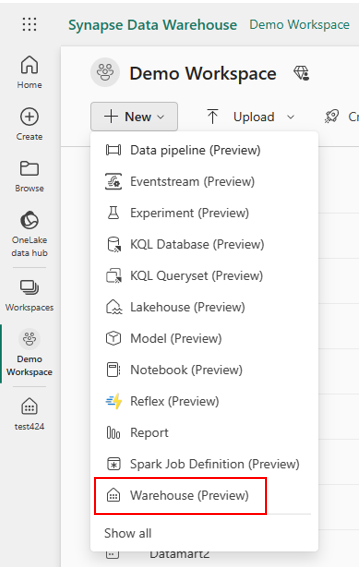 Synapse Data Warehouse Demo Workspace
Home
Create
Browse
OneLake
data hub
Workspaces
Demo
Workspace
test424
Demo Workspace
New Upload Cr
Data pipeline (Preview)
Eventstream (Preview)
Experiment (Preview)
KQL Database (Preview)
KQL Queryset (Preview)
Lakehouse (Preview)
Model (Preview)
Notebook (Preview)
Reflex (Preview)
Report
Spark Job Definition (Preview)
Warehouse (Preview)
Show all
Datamart2